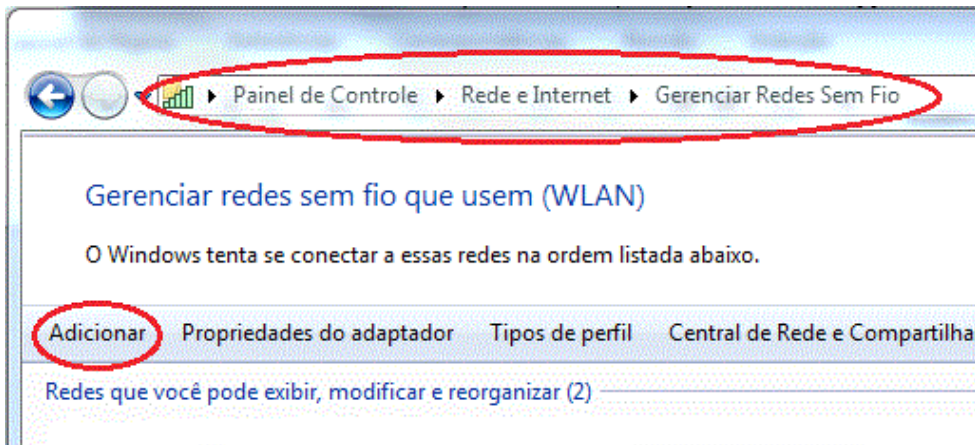 Painel de Controle Rede e Internet Gerenciar Redes Sem Fio
Gerenciar redes sem fio que usem (WLAN)
O Windows tenta se conectar a essas redes na ordem listada abaixo.
Adicionar Propriedades do adaptador Tipos de perfil Central de Rede e Compartilha
Redes que você pode exibir, modificar e reorganizar (2)